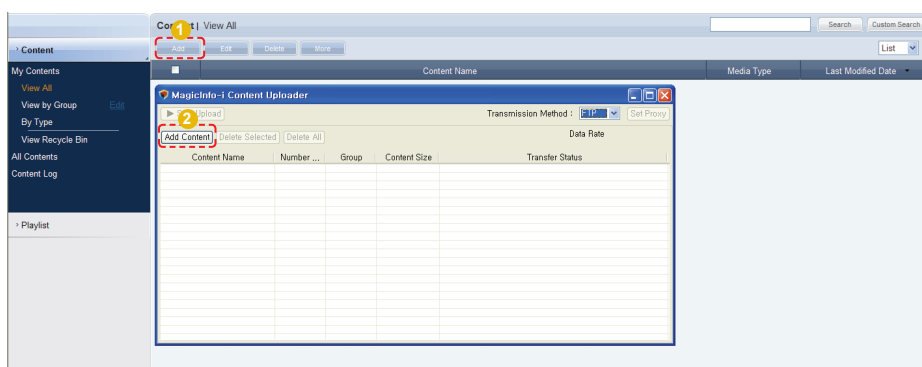 Content | View All
Search
Custom Search
Content
1
Add
Edit
Delete
More
List
My Contents
View All
View by Group
Edit
By Type
View Recycle Bin
All Contents
Content Log
Playlist
Content Name
Media Type
Last Modified Date
MagicInfo-i Content Uploader
2
Upload
Transmission Method :
FTP
Set Proxy
Add Content
Delete Selected
Delete All
Data Rate
Content Name
Number ...
Group
Content Size
Transfer Status